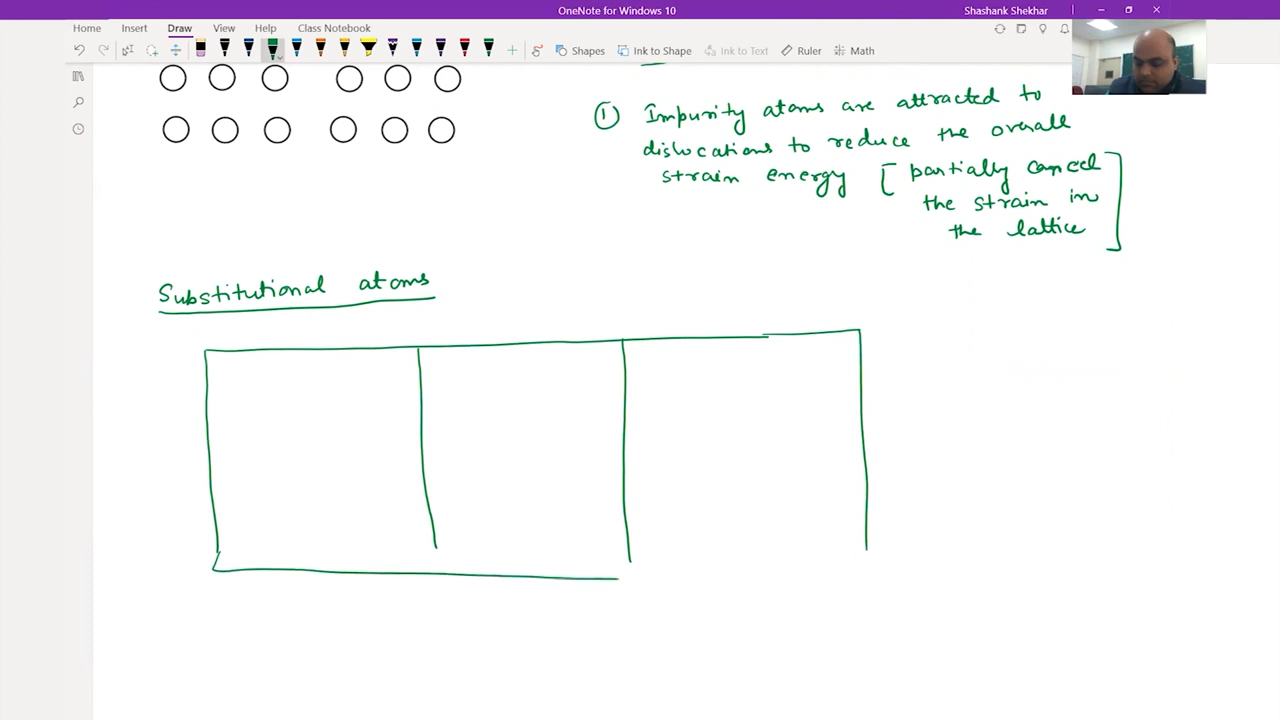 OneNote for Windows 10
Shashank Shekhar
Home Insert Draw View Help Class Notebook
Shapes Ink to Shape Ink to Text Ruler Math
① Impurity atoms are attracted to
dislocations to reduce the overall
strain energy [partially cancel
the strain in
the lattice]
Substitutional atoms